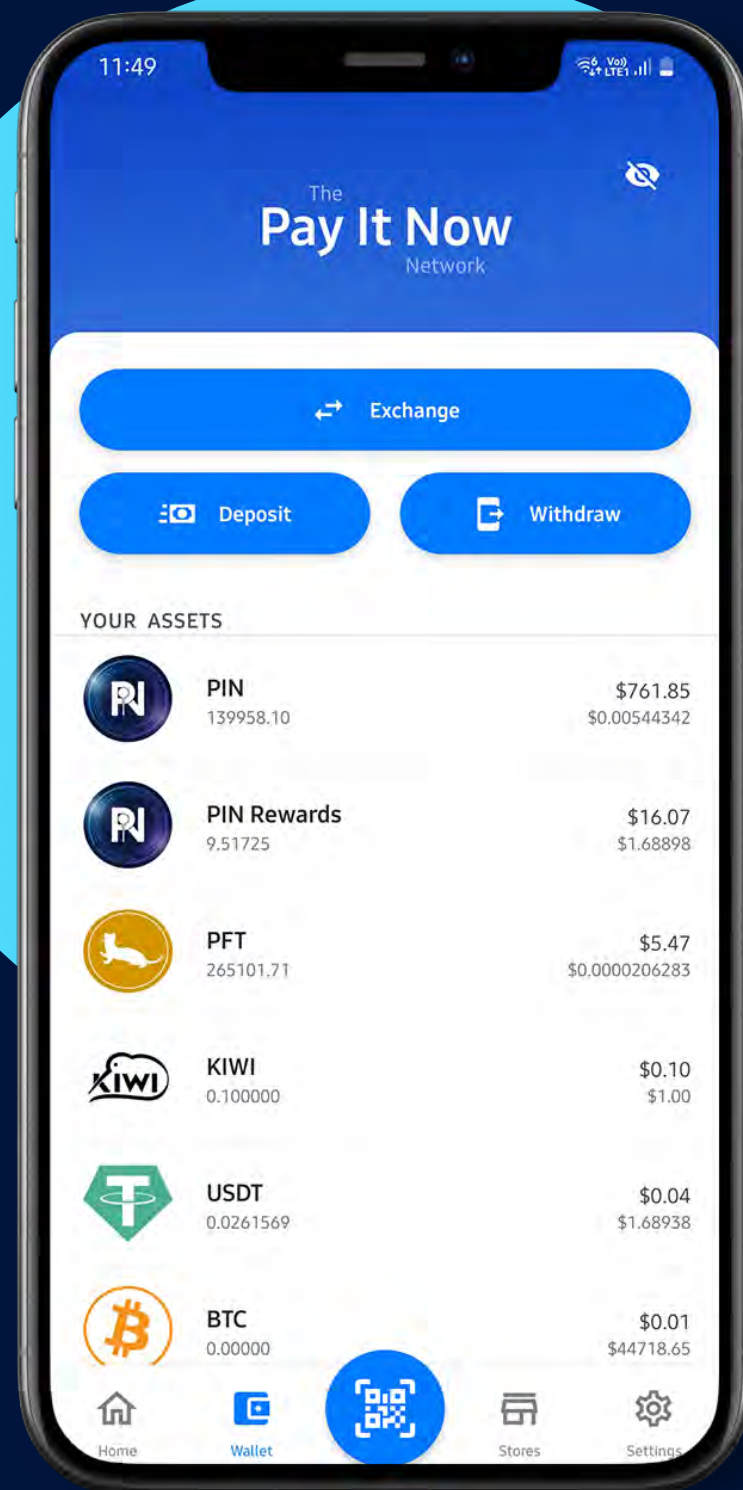 11:49
Vo))
LTE1
The
Pay It Now
Network
Exchange
Deposit
Withdraw
YOUR ASSETS
PIN
$761.85
139958.10
$0.00544342
PIN Rewards
$16.07
9.51725
$1.68898
PFT
$5.47
265101.71
$0.0000206283
KIWI
KIWI
$0.10
0.100000
$1.00
USDT
$0.04
0.0261569
$1.68938
BTC
$0.01
0.00000
$44718.65
Home
Wallet
Stores
Settings